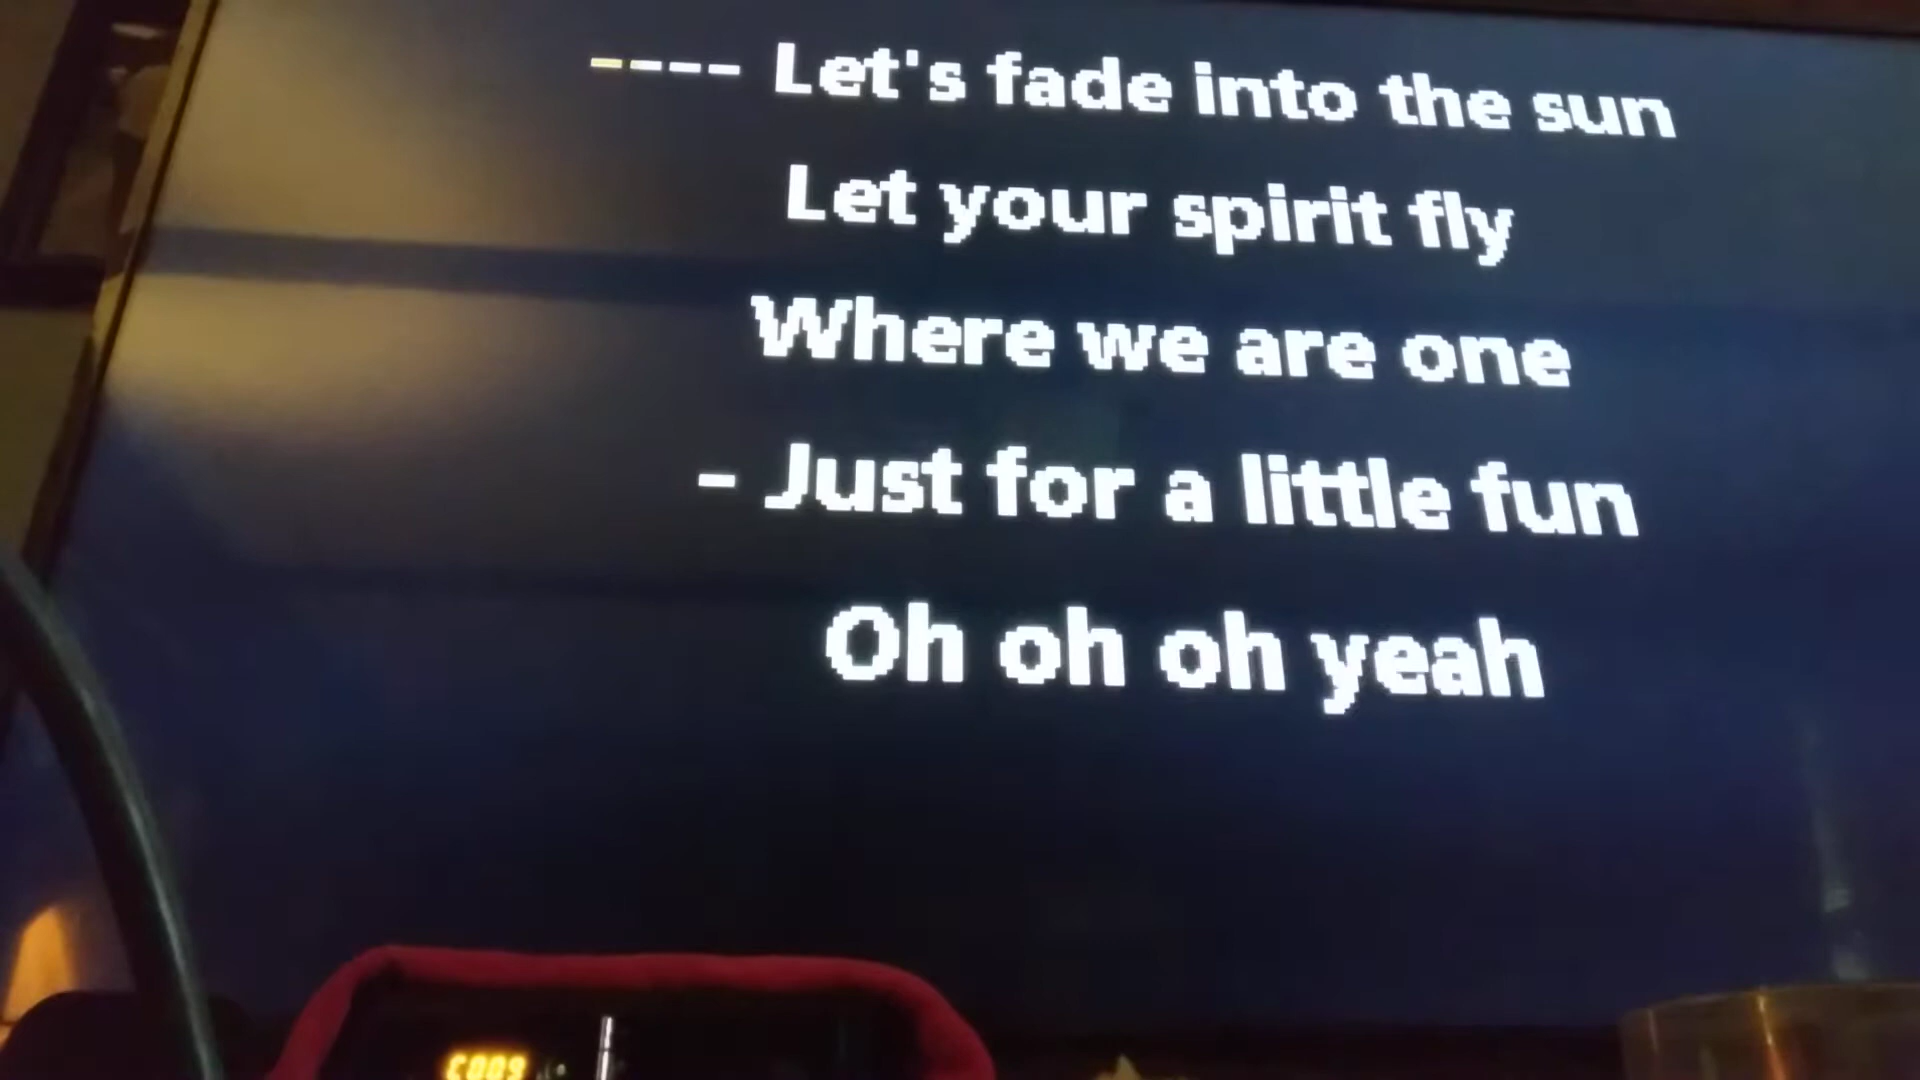 ---- Let's fade into the sun
Let your spirit fly
Where we are one
- Just for a little fun
Oh oh oh yeah
C009